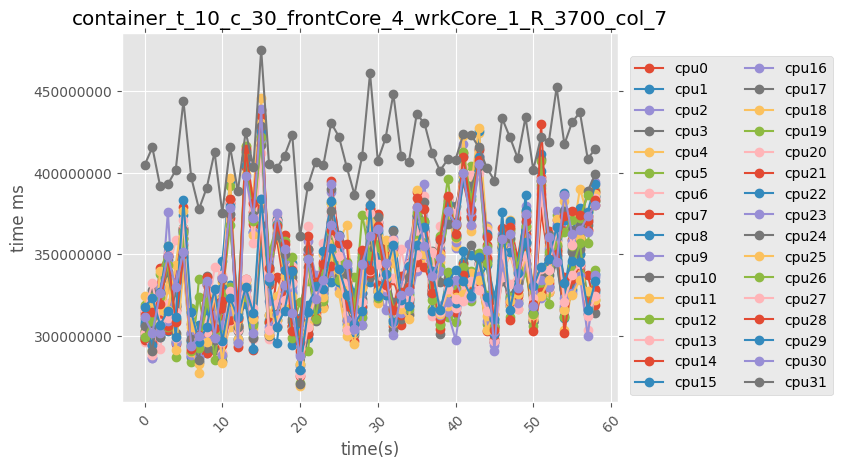 container_t_10_c_30_frontCore_4_wrkCore_1_R_3700_col_7
time ms
450000000
400000000
350000000
300000000
0
10
20
30
40
50
60
time(s)
cpu0
cpu1
cpu2
cpu3
cpu4
cpu5
cpu6
cpu7
cpu8
cpu9
cpu10
cpu11
cpu12
cpu13
cpu14
cpu15
cpu16
cpu17
cpu18
cpu19
cpu20
cpu21
cpu22
cpu23
cpu24
cpu25
cpu26
cpu27
cpu28
cpu29
cpu30
cpu31